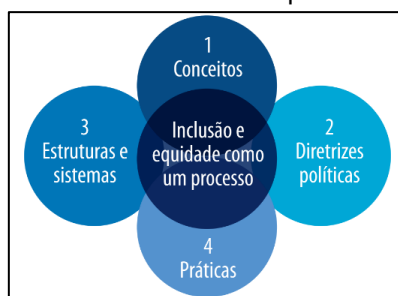 1
Conceitos
3
Estruturas e
sistemas
Inclusão e
equidade como
um processo
2
Diretrizes
políticas
4
Práticas